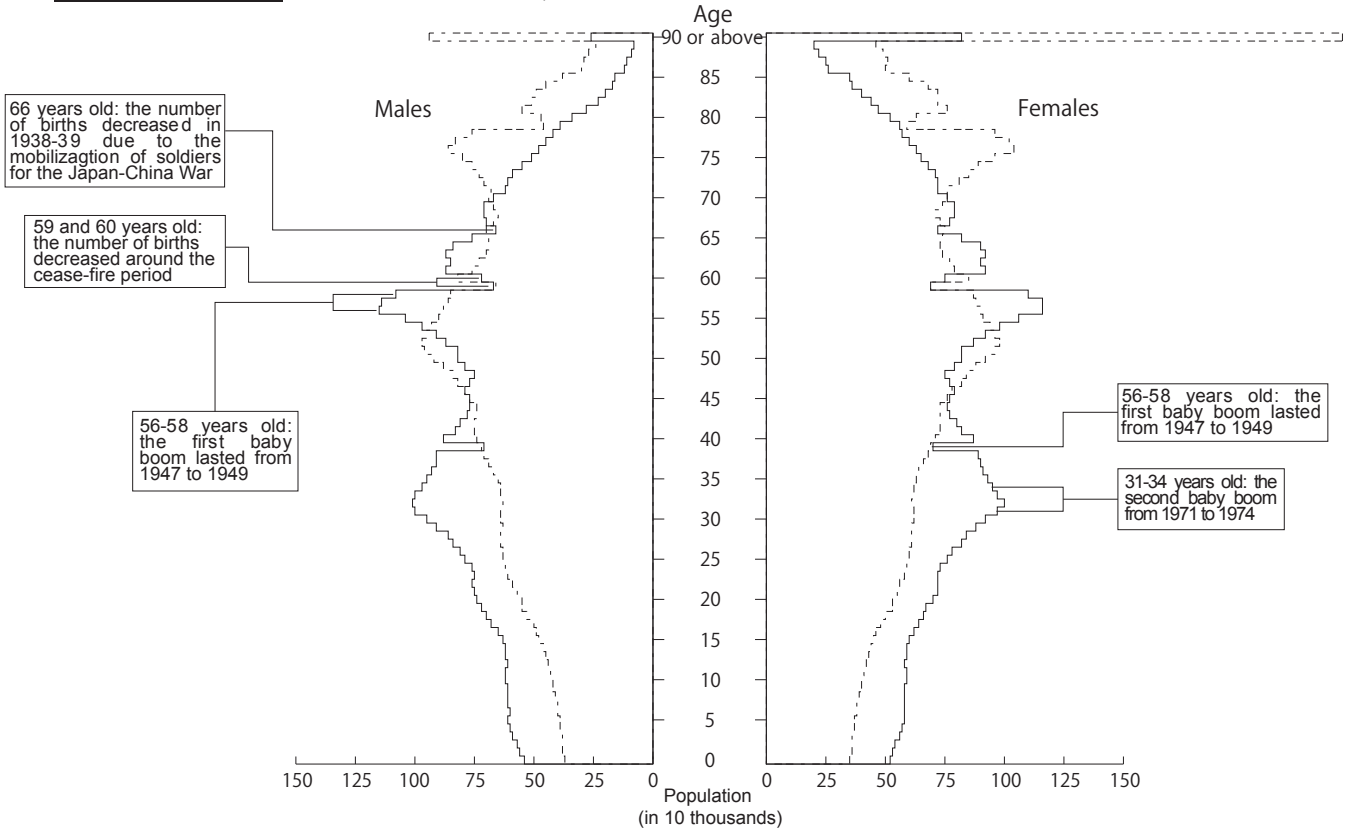 Age
90 or above
85
80
75
70
65
60
55
50
45
40
35
30
25
20
15
10
5
0
Males
Females
66 years old: the number
of births decreased in
1938-39 due to the
mobilizagtion of soldiers
for the Japan-China War
59 and 60 years old:
the number of births
decreased around the
cease-fire period
56-58 years old:
the first baby
boom lasted from
1947 to 1949
56-58 years old: the
first baby boom lasted
from 1947 to 1949
31-34 years old: the
second baby boom
from 1971 to 1974
150 125 100 75 50 25 0
0 25 50 75 100 125 150
Population
(in 10 thousands)